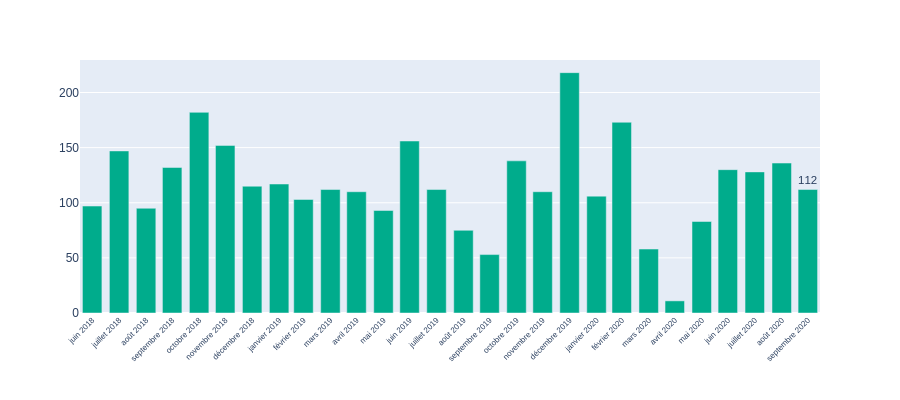 200
150
100
50
0
112
juin 2018
juillet 2018
août 2018
septembre 2018
octobre 2018
novembre 2018
décembre 2018
janvier 2019
février 2019
mars 2019
avril 2019
mai 2019
juin 2019
juillet 2019
août 2019
septembre 2019
octobre 2019
novembre 2019
décembre 2019
janvier 2020
février 2020
mars 2020
avril 2020
mai 2020
juin 2020
juillet 2020
août 2020
septembre 2020